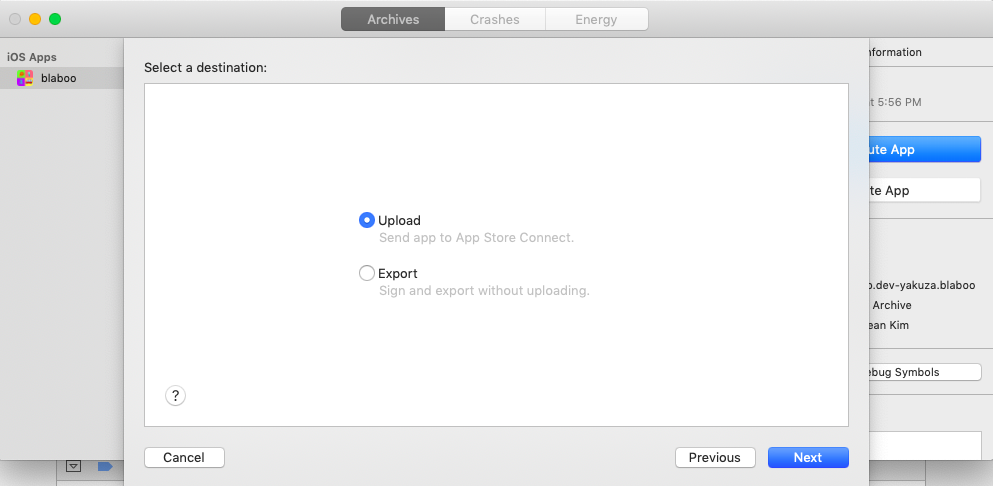 Archives
Crashes
Energy
iOS Apps
blaboo
Select a destination:
Upload
Send app to App Store Connect.
Export
Sign and export without uploading.
?
Cancel
Previous
Next
nformation
t 5:56 PM
ute App
te App
.dev-yakuza.blaboo
Archive
ean Kim
ebug Symbols